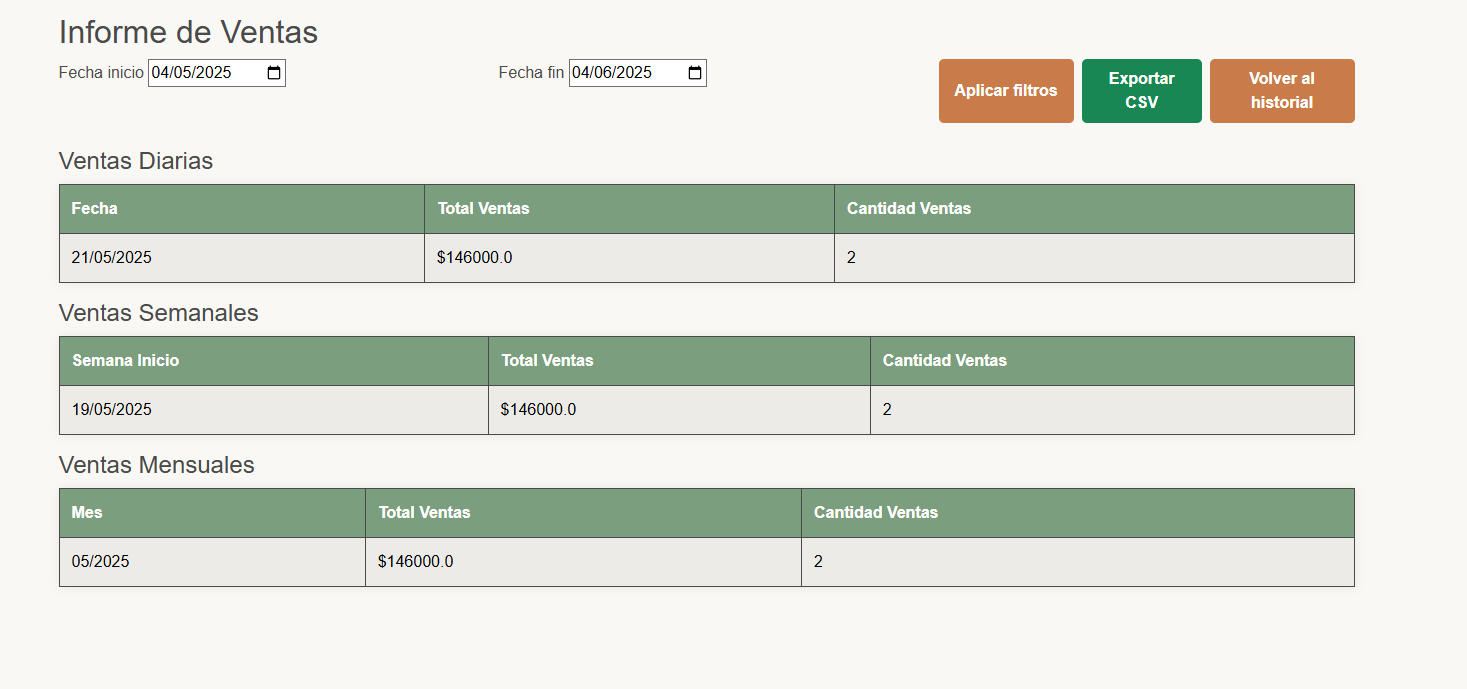 Informe de Ventas
Fecha inicio 04/05/2025 Fecha fin 04/06/2025
Aplicar filtros
Exportar
CSV
Volver al
historial
Ventas Diarias
Fecha Total Ventas Cantidad Ventas
21/05/2025 $146000.0 2
Ventas Semanales
Semana Inicio Total Ventas Cantidad Ventas
19/05/2025 $146000.0 2
Ventas Mensuales
Mes Total Ventas Cantidad Ventas
05/2025 $146000.0 2